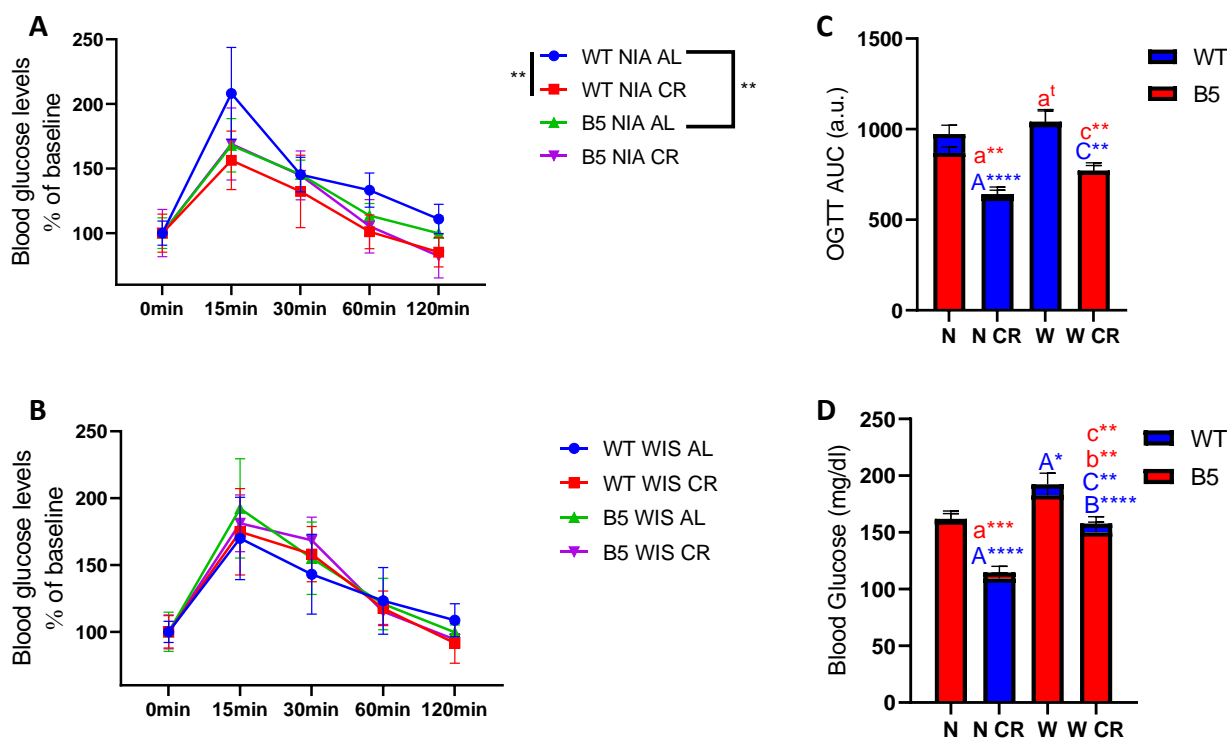 A
Blood glucose levels
% of baseline
250
200
150
100
0min 15min 30min 60min 120min
** WT NIA AL
WT NIA CR
B5 NIA AL
B5 NIA CR
**
C
OGTT AUC (a.u.)
1500
1000
500
0
a**
A****
aᵗ
c**
C**
N N CR W W CR
WT
B5
B
Blood glucose levels
% of baseline
250
200
150
100
0min 15min 30min 60min 120min
WT WIS AL
WT WIS CR
B5 WIS AL
B5 WIS CR
D
Blood Glucose (mg/dl)
250
200
150
100
50
0
a***
A****
A*
c**
b**
C**
B****
N N CR W W CR
WT
B5